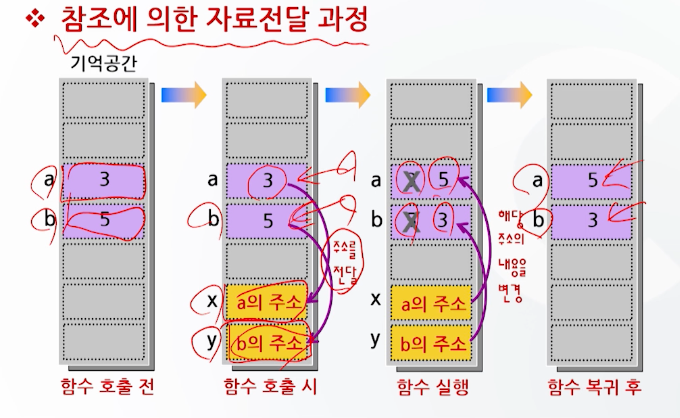 ❖ 참조에 의한 자료전달 과정
기억공간
a 3
b 5
함수 호출 전
a 3
b 5
주소를
전달
x a의 주소
y b의 주소
함수 호출 시
a 5
b 3
해당
주소의
내용을
변경
x a의 주소
y b의 주소
함수 실행
a 5
b 3
함수 복귀 후